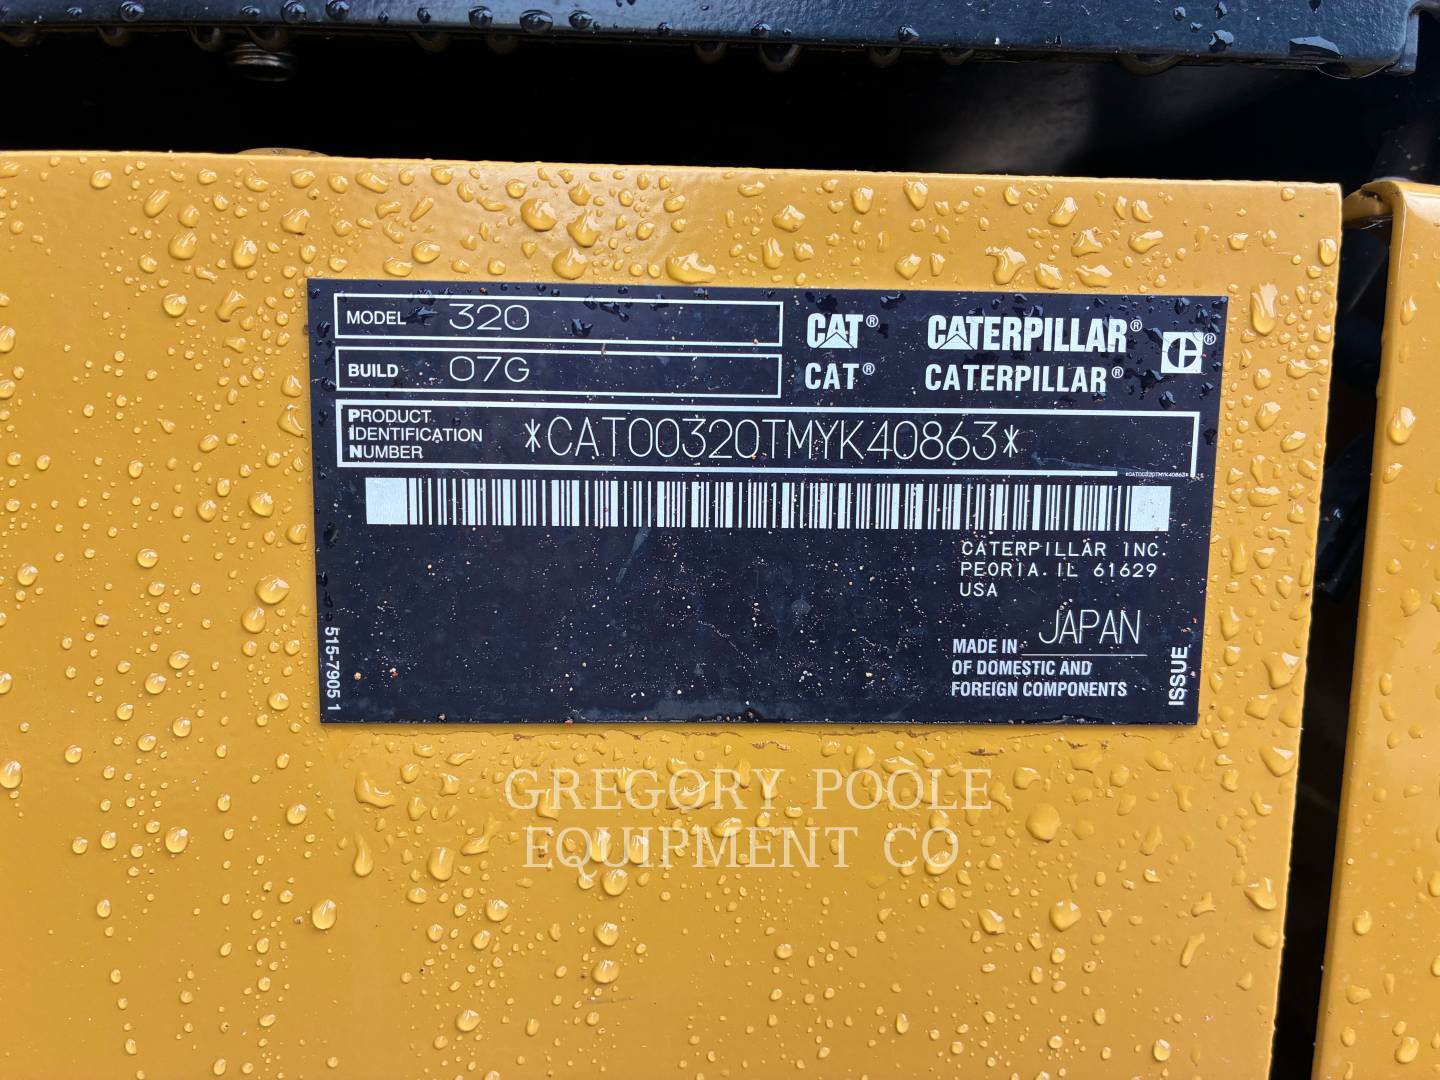 MODEL 320
BUILD 07G
CAT® CATERPILLAR® C®
CAT® CATERPILLAR®
PRODUCT
IDENTIFICATION
NUMBER
*CAT00320TMYK40863*
*CAT00320TMYK40863*
CATERPILLAR INC.
PEORIA. IL 61629
USA
MADE IN JAPAN
OF DOMESTIC AND
FOREIGN COMPONENTS
ISSUE
515-7905 1
GREGORY POOLE
EQUIPMENT CO